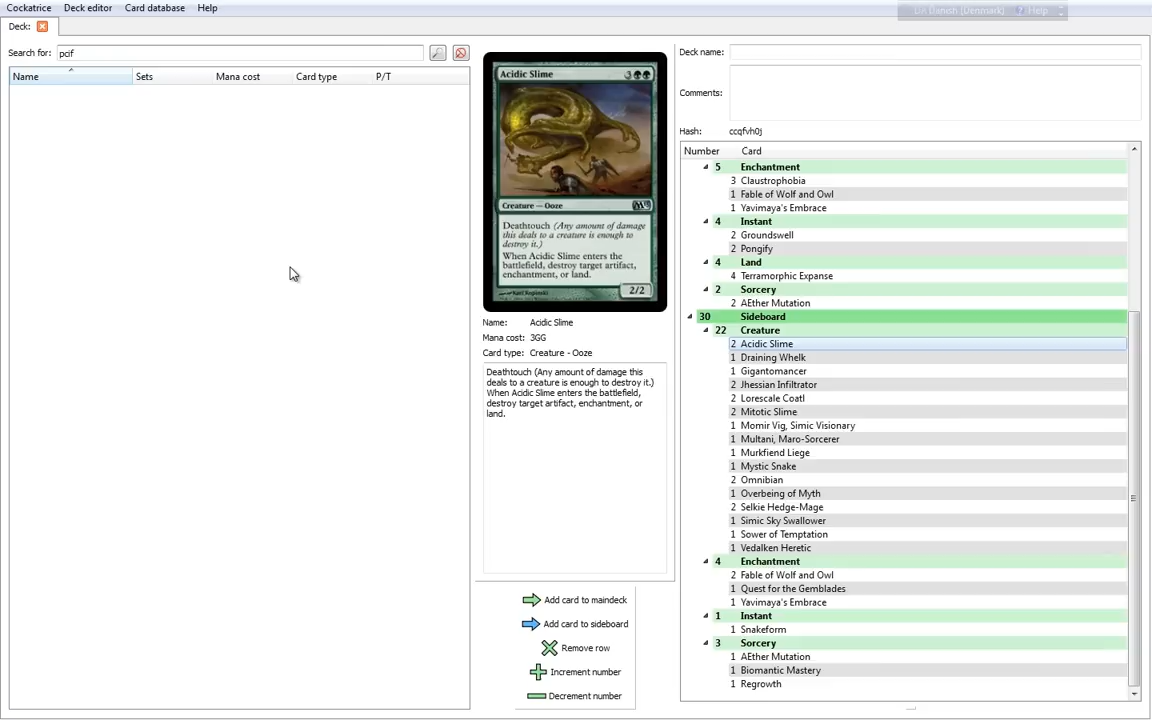 Cockatrice Deck editor Card database Help
DA Danish (Denmark) Help
Deck:
Search for: pcif
Name Sets Mana cost Card type P/T
Acidic Slime
Creature — Ooze
Deathtouch (Any amount of damage
this deals to a creature is enough to
destroy it.)
When Acidic Slime enters the
battlefield, destroy target artifact,
enchantment, or land.
2/2
Name: Acidic Slime
Mana cost: 3GG
Card type: Creature - Ooze
Deathtouch (Any amount of damage this
deals to a creature is enough to destroy it.)
When Acidic Slime enters the battlefield,
destroy target artifact, enchantment, or
land.
Add card to maindeck
Add card to sideboard
Remove row
Increment number
Decrement number
Deck name:
Comments:
Hash: ccqfvh0j
Number Card
5 Enchantment
3 Claustrophobia
1 Fable of Wolf and Owl
1 Yavimaya's Embrace
4 Instant
2 Groundswell
2 Pongify
4 Land
4 Terramorphic Expanse
2 Sorcery
2 AEther Mutation
30 Sideboard
22 Creature
2 Acidic Slime
1 Draining Whelk
1 Gigantomancer
2 Jhessian Infiltrator
2 Lorescale Coatl
2 Mitotic Slime
1 Momir Vig, Simic Visionary
1 Multani, Maro-Sorcerer
1 Murkfiend Liege
1 Mystic Snake
2 Omnibian
1 Overbeing of Myth
2 Selkie Hedge-Mage
1 Simic Sky Swallower
1 Sower of Temptation
1 Vedalken Heretic
4 Enchantment
2 Fable of Wolf and Owl
1 Quest for the Gemblades
1 Yavimaya's Embrace
1 Instant
1 Snakeform
3 Sorcery
1 AEther Mutation
1 Biomantic Mastery
1 Regrowth